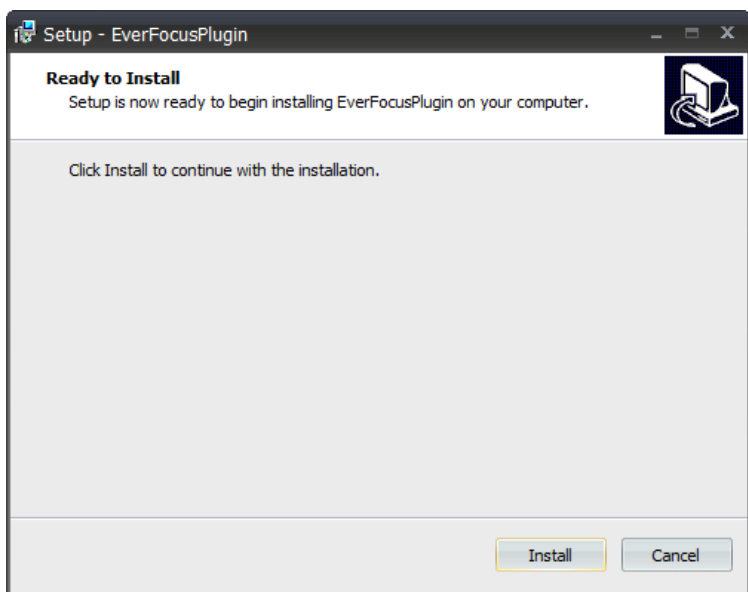 Setup - EverFocusPlugin
Ready to Install
Setup is now ready to begin installing EverFocusPlugin on your computer.
Click Install to continue with the installation.
Install Cancel